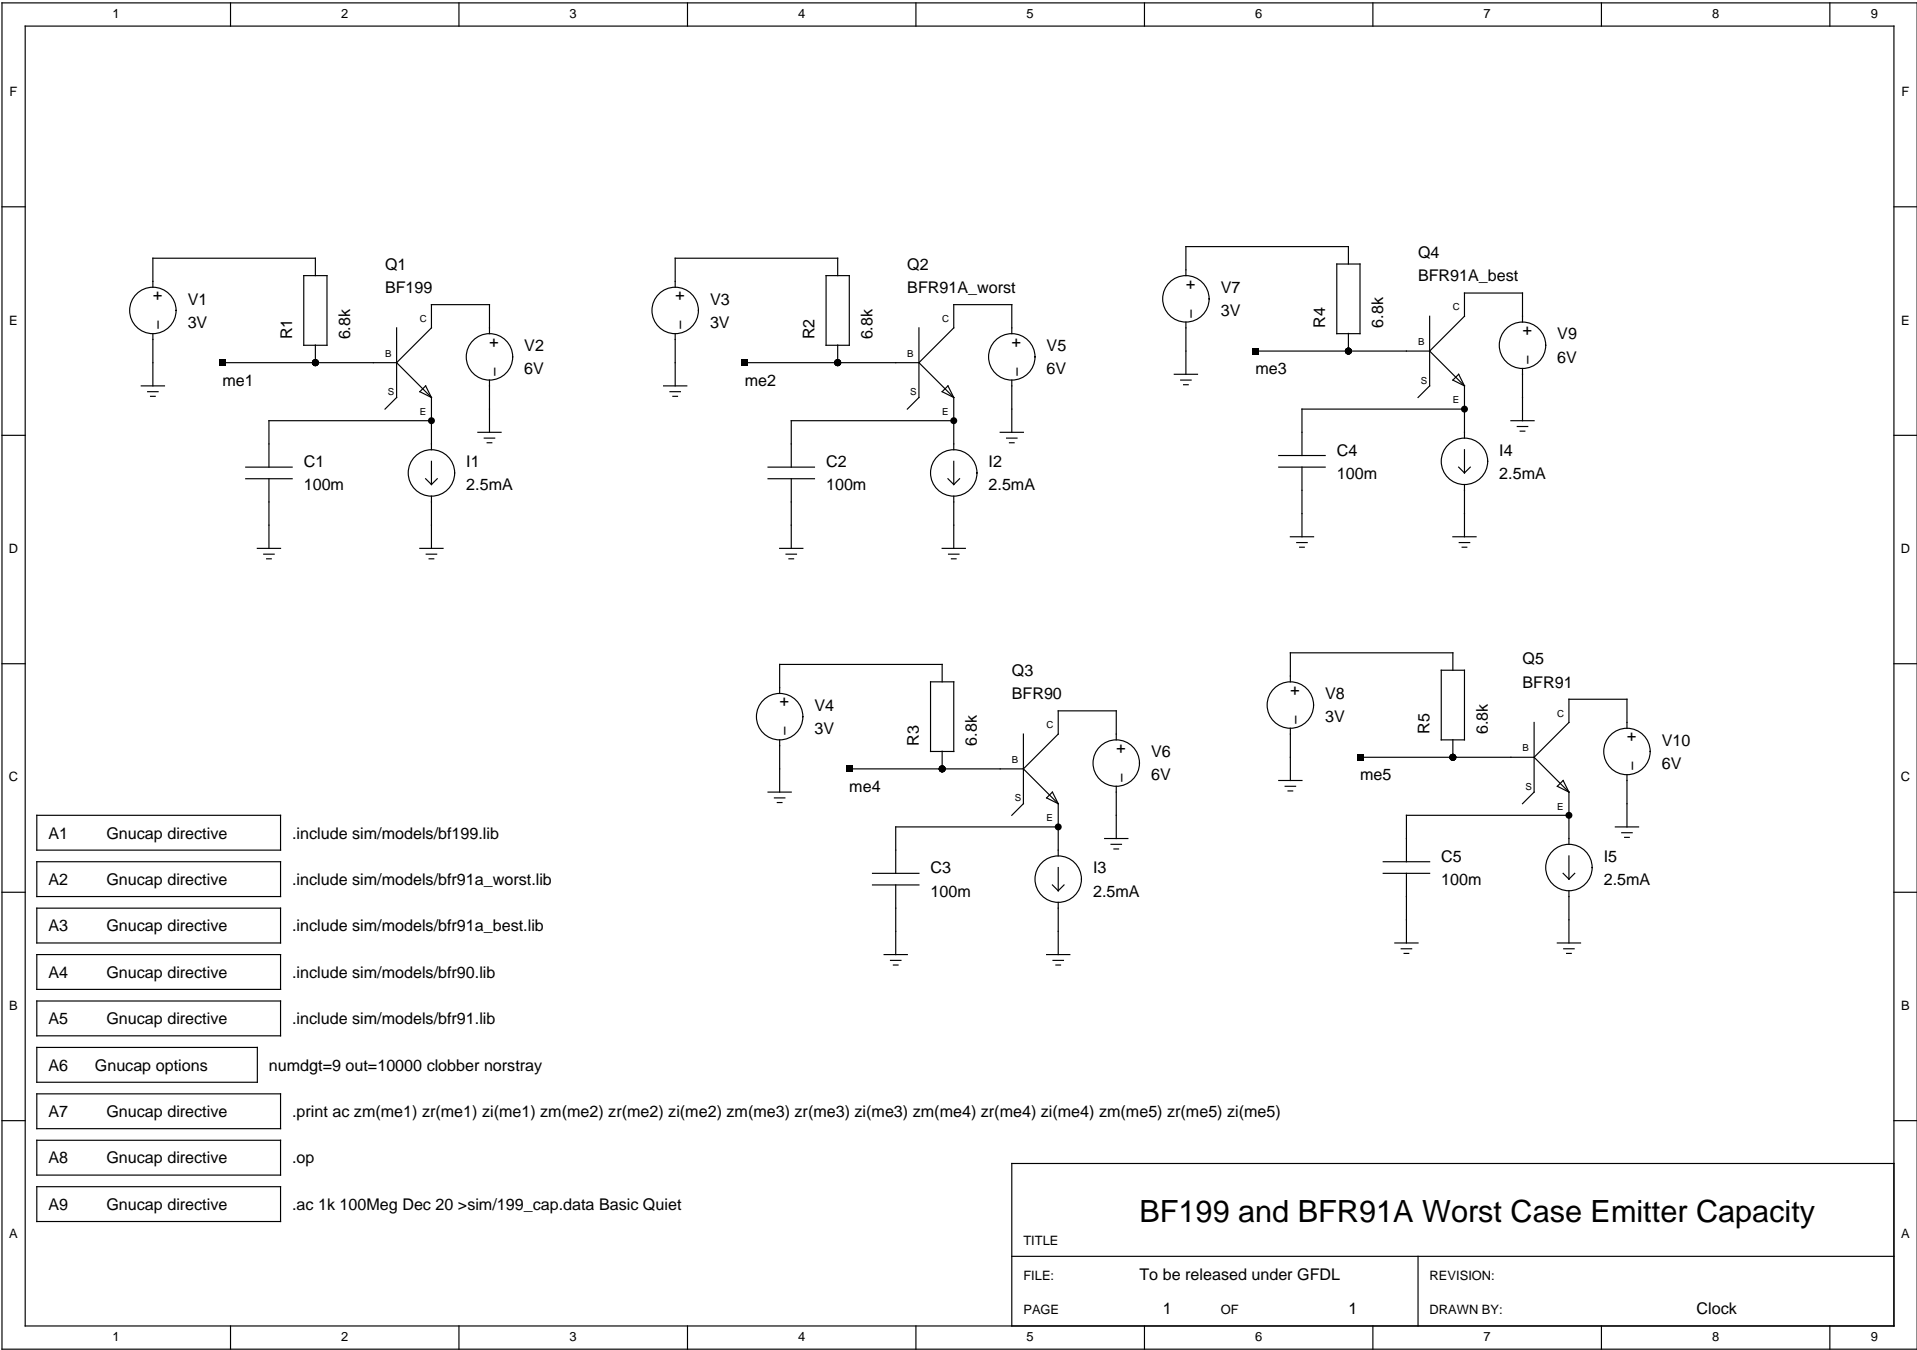 1 2 3 4 5 6 7 8 9
F F
E E
D D
C C
B B
A A
V1
3V
R1
6.8k
Q1
BF199
C
B
S
E
V2
6V
me1
C1
100m
I1
2.5mA
V3
3V
R2
6.8k
Q2
BFR91A_worst
C
B
S
E
V5
6V
me2
C2
100m
I2
2.5mA
V7
3V
R4
6.8k
Q4
BFR91A_best
C
B
S
E
V9
6V
me3
C4
100m
I4
2.5mA
V4
3V
R3
6.8k
Q3
BFR90
C
B
S
E
V6
6V
me4
C3
100m
I3
2.5mA
V8
3V
R5
6.8k
Q5
BFR91
C
B
S
E
V10
6V
me5
C5
100m
I5
2.5mA
A1 Gnucap directive .include sim/models/bf199.lib
A2 Gnucap directive .include sim/models/bfr91a_worst.lib
A3 Gnucap directive .include sim/models/bfr91a_best.lib
A4 Gnucap directive .include sim/models/bfr90.lib
A5 Gnucap directive .include sim/models/bfr91.lib
A6 Gnucap options numdgt=9 out=10000 clobber norstray
A7 Gnucap directive .print ac zm(me1) zr(me1) zi(me1) zm(me2) zr(me2) zi(me2) zm(me3) zr(me3) zi(me3) zm(me4) zr(me4) zi(me4) zm(me5) zr(me5) zi(me5)
A8 Gnucap directive .op
A9 Gnucap directive .ac 1k 100Meg Dec 20 >sim/199_cap.data Basic Quiet
BF199 and BFR91A Worst Case Emitter Capacity
TITLE
FILE: To be released under GFDL REVISION:
PAGE 1 OF 1 DRAWN BY: Clock
1 2 3 4 5 6 7 8 9